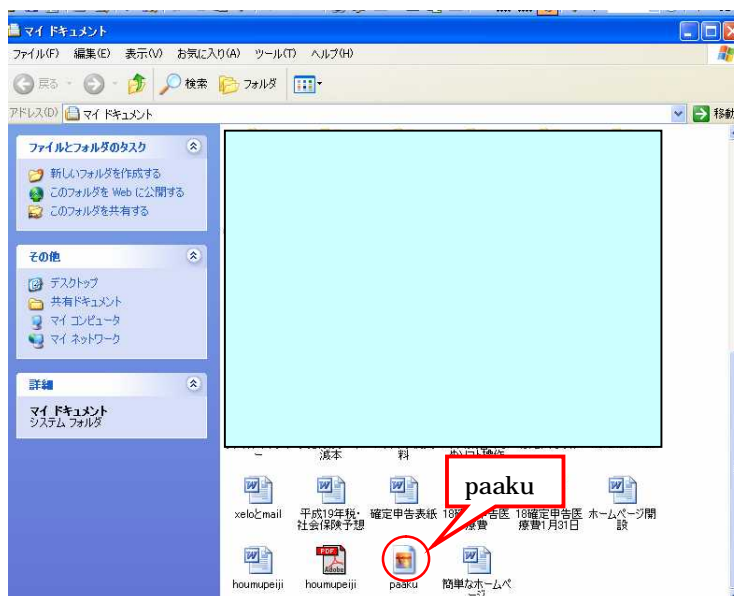 マイ ドキュメント
ファイル(F) 編集(E) 表示(V) お気に入り(A) ツール(T) ヘルプ(H)
戻る 検索 フォルダ
アドレス(D) マイ ドキュメント 移動
ファイルとフォルダのタスク
新しいフォルダを作成する
このフォルダを Web に公開する
このフォルダを共有する
その他
デスクトップ
共有ドキュメント
マイ コンピュータ
マイ ネットワーク
詳細
マイ ドキュメント
システム フォルダ
減本 料
paaku
xeloとmail 平成19年税・ 確定申告表紙 18確定申告医 18確定申告医 ホームページ開
社会保険予想 療費 療費1月31日 設
houmupeiji houmupeiji paaku 簡単なホームペ
ージ